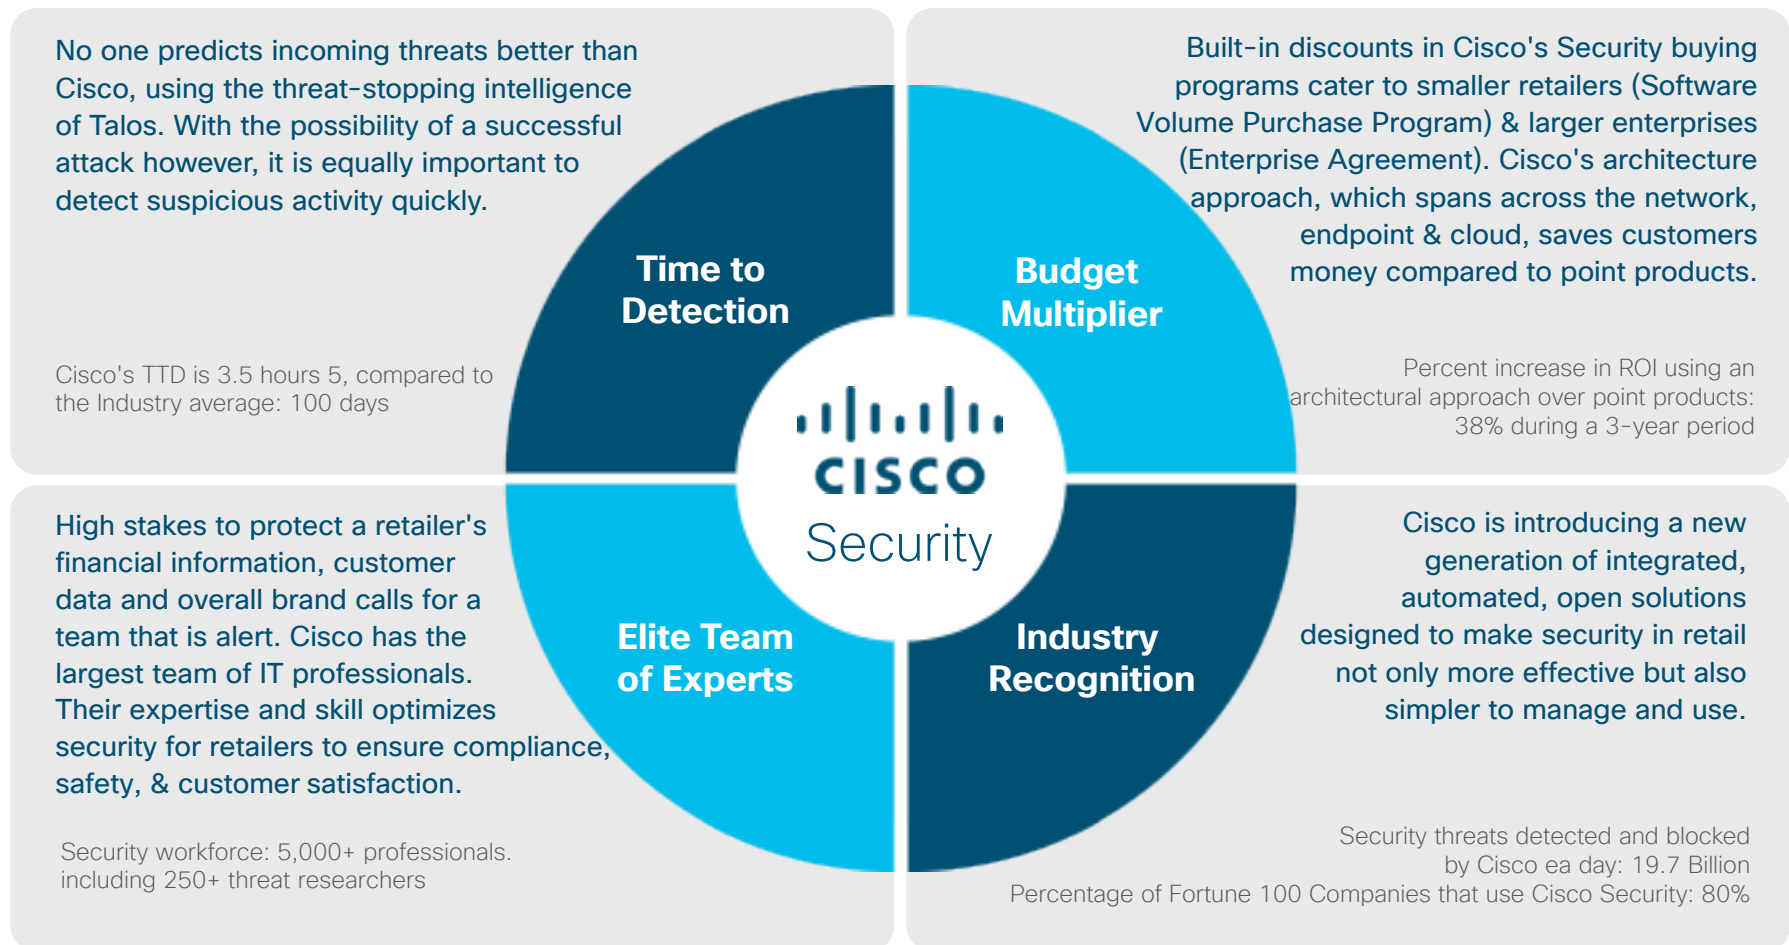 No one predicts incoming threats better than
Cisco, using the threat-stopping intelligence
of Talos. With the possibility of a successful
attack however, it is equally important to
detect suspicious activity quickly.
Time to
Detection
Cisco's TTD is 3.5 hours 5, compared to
the Industry average: 100 days
Built-in discounts in Cisco's Security buying
programs cater to smaller retailers (Software
Volume Purchase Program) & larger enterprises
(Enterprise Agreement). Cisco's architecture
approach, which spans across the network,
endpoint & cloud, saves customers
money compared to point products.
Budget
Multiplier
Percent increase in ROI using an
architectural approach over point products:
38% during a 3-year period
CISCO
Security
High stakes to protect a retailer's
financial information, customer
data and overall brand calls for a
team that is alert. Cisco has the
largest team of IT professionals.
Their expertise and skill optimizes
security for retailers to ensure compliance,
safety, & customer satisfaction.
Elite Team
of Experts
Security workforce: 5,000+ professionals.
including 250+ threat researchers
Cisco is introducing a new
generation of integrated,
automated, open solutions
designed to make security in retail
not only more effective but also
simpler to manage and use.
Industry
Recognition
Security threats detected and blocked
by Cisco ea day: 19.7 Billion
Percentage of Fortune 100 Companies that use Cisco Security: 80%